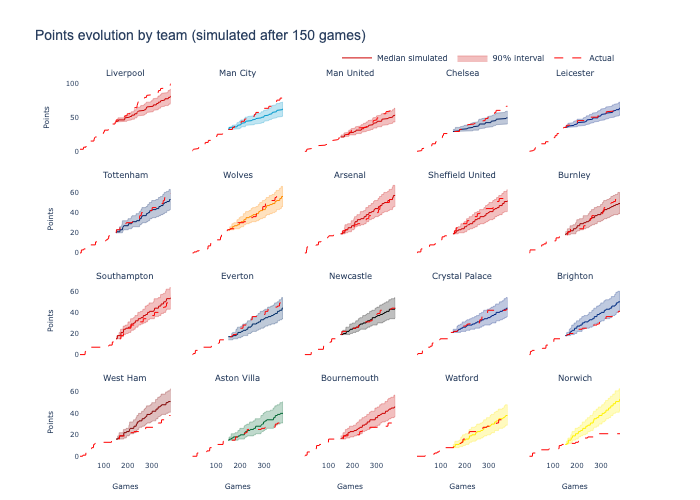 Points evolution by team (simulated after 150 games)
Median simulated 90% interval Actual
Liverpool Man City Man United Chelsea Leicester
100
50
0
Points
Tottenham Wolves Arsenal Sheffield United Burnley
60
40
20
0
Points
Southampton Everton Newcastle Crystal Palace Brighton
60
40
20
0
Points
West Ham Aston Villa Bournemouth Watford Norwich
60
40
20
0
Points
100 200 300 100 200 300 100 200 300 100 200 300 100 200 300
Games Games Games Games Games